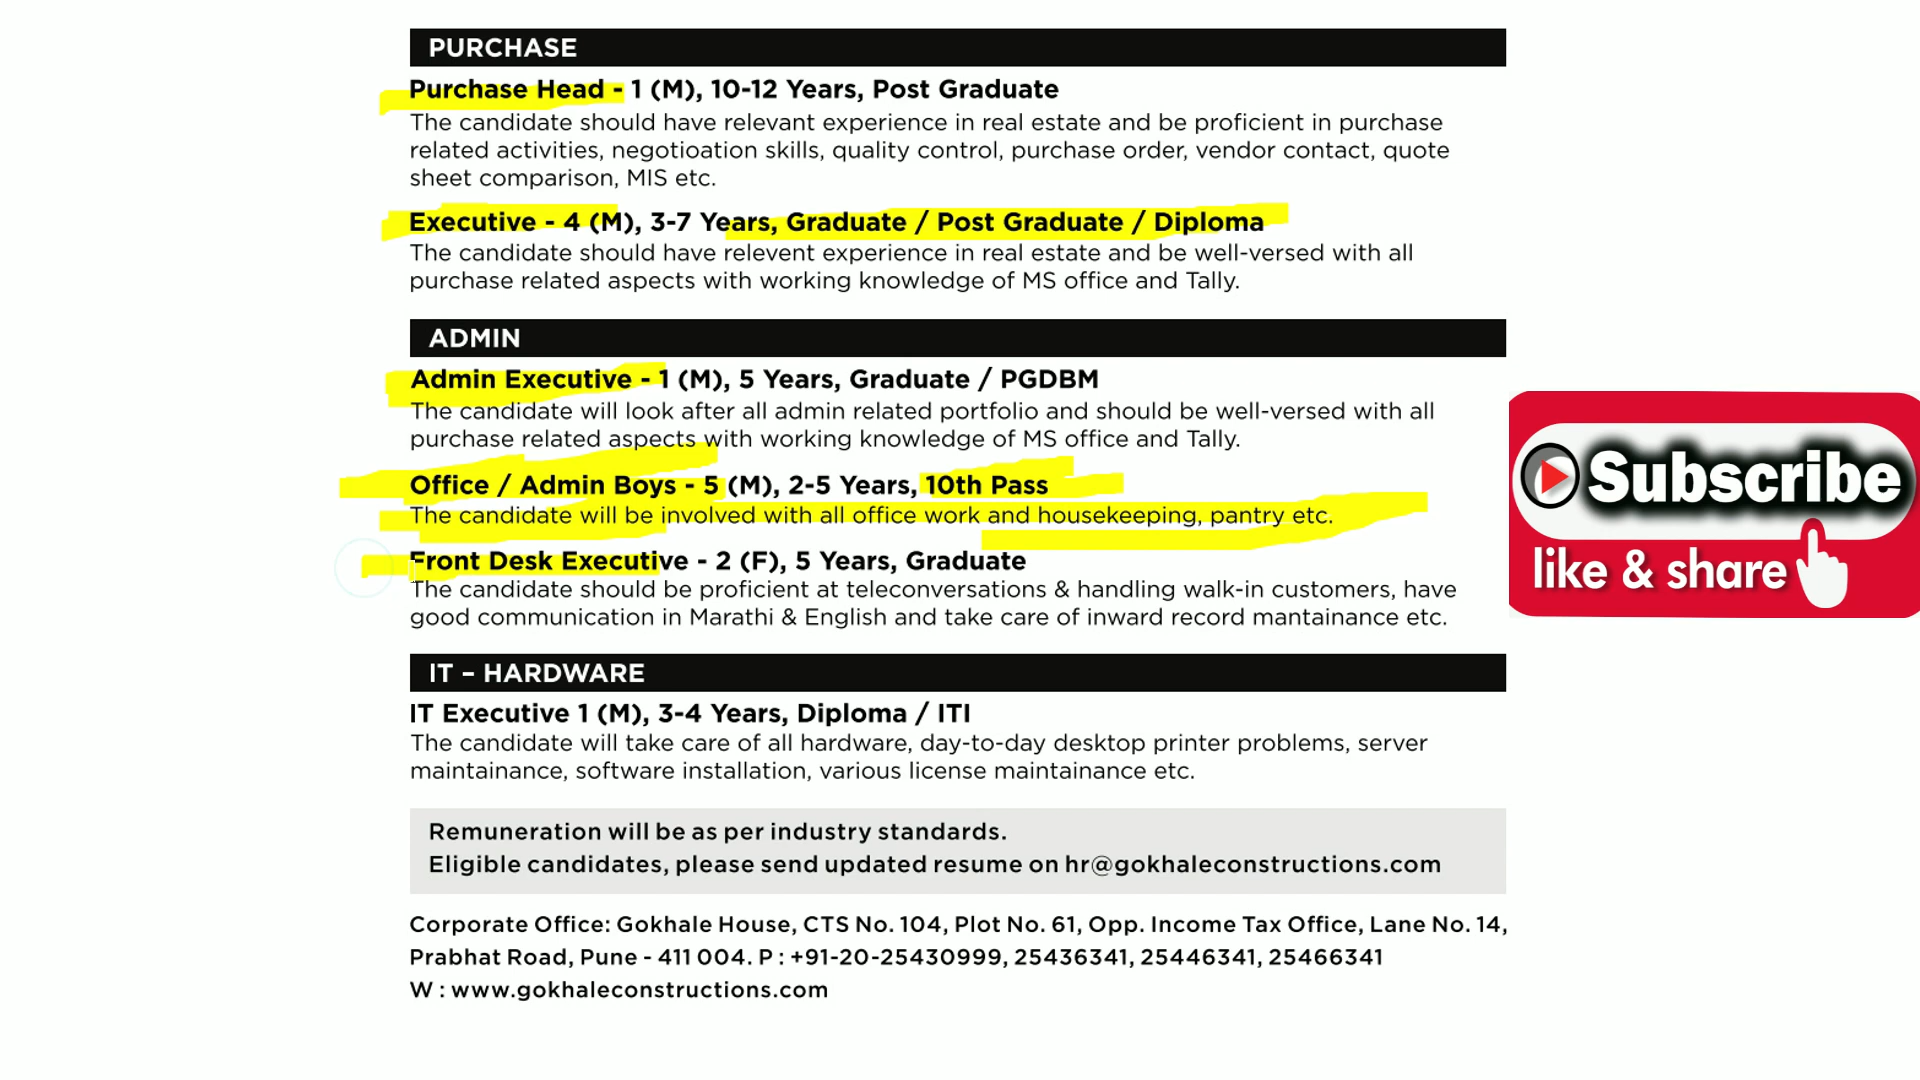 PURCHASE
Purchase Head - 1 (M), 10-12 Years, Post Graduate
The candidate should have relevant experience in real estate and be proficient in purchase
related activities, negotioation skills, quality control, purchase order, vendor contact, quote
sheet comparison, MIS etc.
Executive - 4 (M), 3-7 Years, Graduate / Post Graduate / Diploma
The candidate should have relevent experience in real estate and be well-versed with all
purchase related aspects with working knowledge of MS office and Tally.
ADMIN
Admin Executive - 1 (M), 5 Years, Graduate / PGDBM
The candidate will look after all admin related portfolio and should be well-versed with all
purchase related aspects with working knowledge of MS office and Tally.
Office / Admin Boys - 5 (M), 2-5 Years, 10th Pass
The candidate will be involved with all office work and housekeeping, pantry etc.
Front Desk Executive - 2 (F), 5 Years, Graduate
The candidate should be proficient at teleconversations & handling walk-in customers, have
good communication in Marathi & English and take care of inward record mantainance etc.
IT – HARDWARE
IT Executive 1 (M), 3-4 Years, Diploma / ITI
The candidate will take care of all hardware, day-to-day desktop printer problems, server
maintainance, software installation, various license maintainance etc.
Remuneration will be as per industry standards.
Eligible candidates, please send updated resume on hr@gokhaleconstructions.com
Corporate Office: Gokhale House, CTS No. 104, Plot No. 61, Opp. Income Tax Office, Lane No. 14,
Prabhat Road, Pune - 411 004. P : +91-20-25430999, 25436341, 25446341, 25466341
W : www.gokhaleconstructions.com
Subscribe
like & share